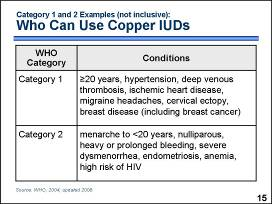 Category 1 and 2 Examples (not inclusive):
Who Can Use Copper IUDs
WHO
Category
Conditions
Category 1
≥20 years, hypertension, deep venous
thrombosis, ischemic heart disease,
migraine headaches, cervical ectopy,
breast disease (including breast cancer)
Category 2
menarche to <20 years, nulliparous,
heavy or prolonged bleeding, severe
dysmenorrhea, endometriosis, anemia,
high risk of HIV
Source: WHO, 2004; updated 2008
15